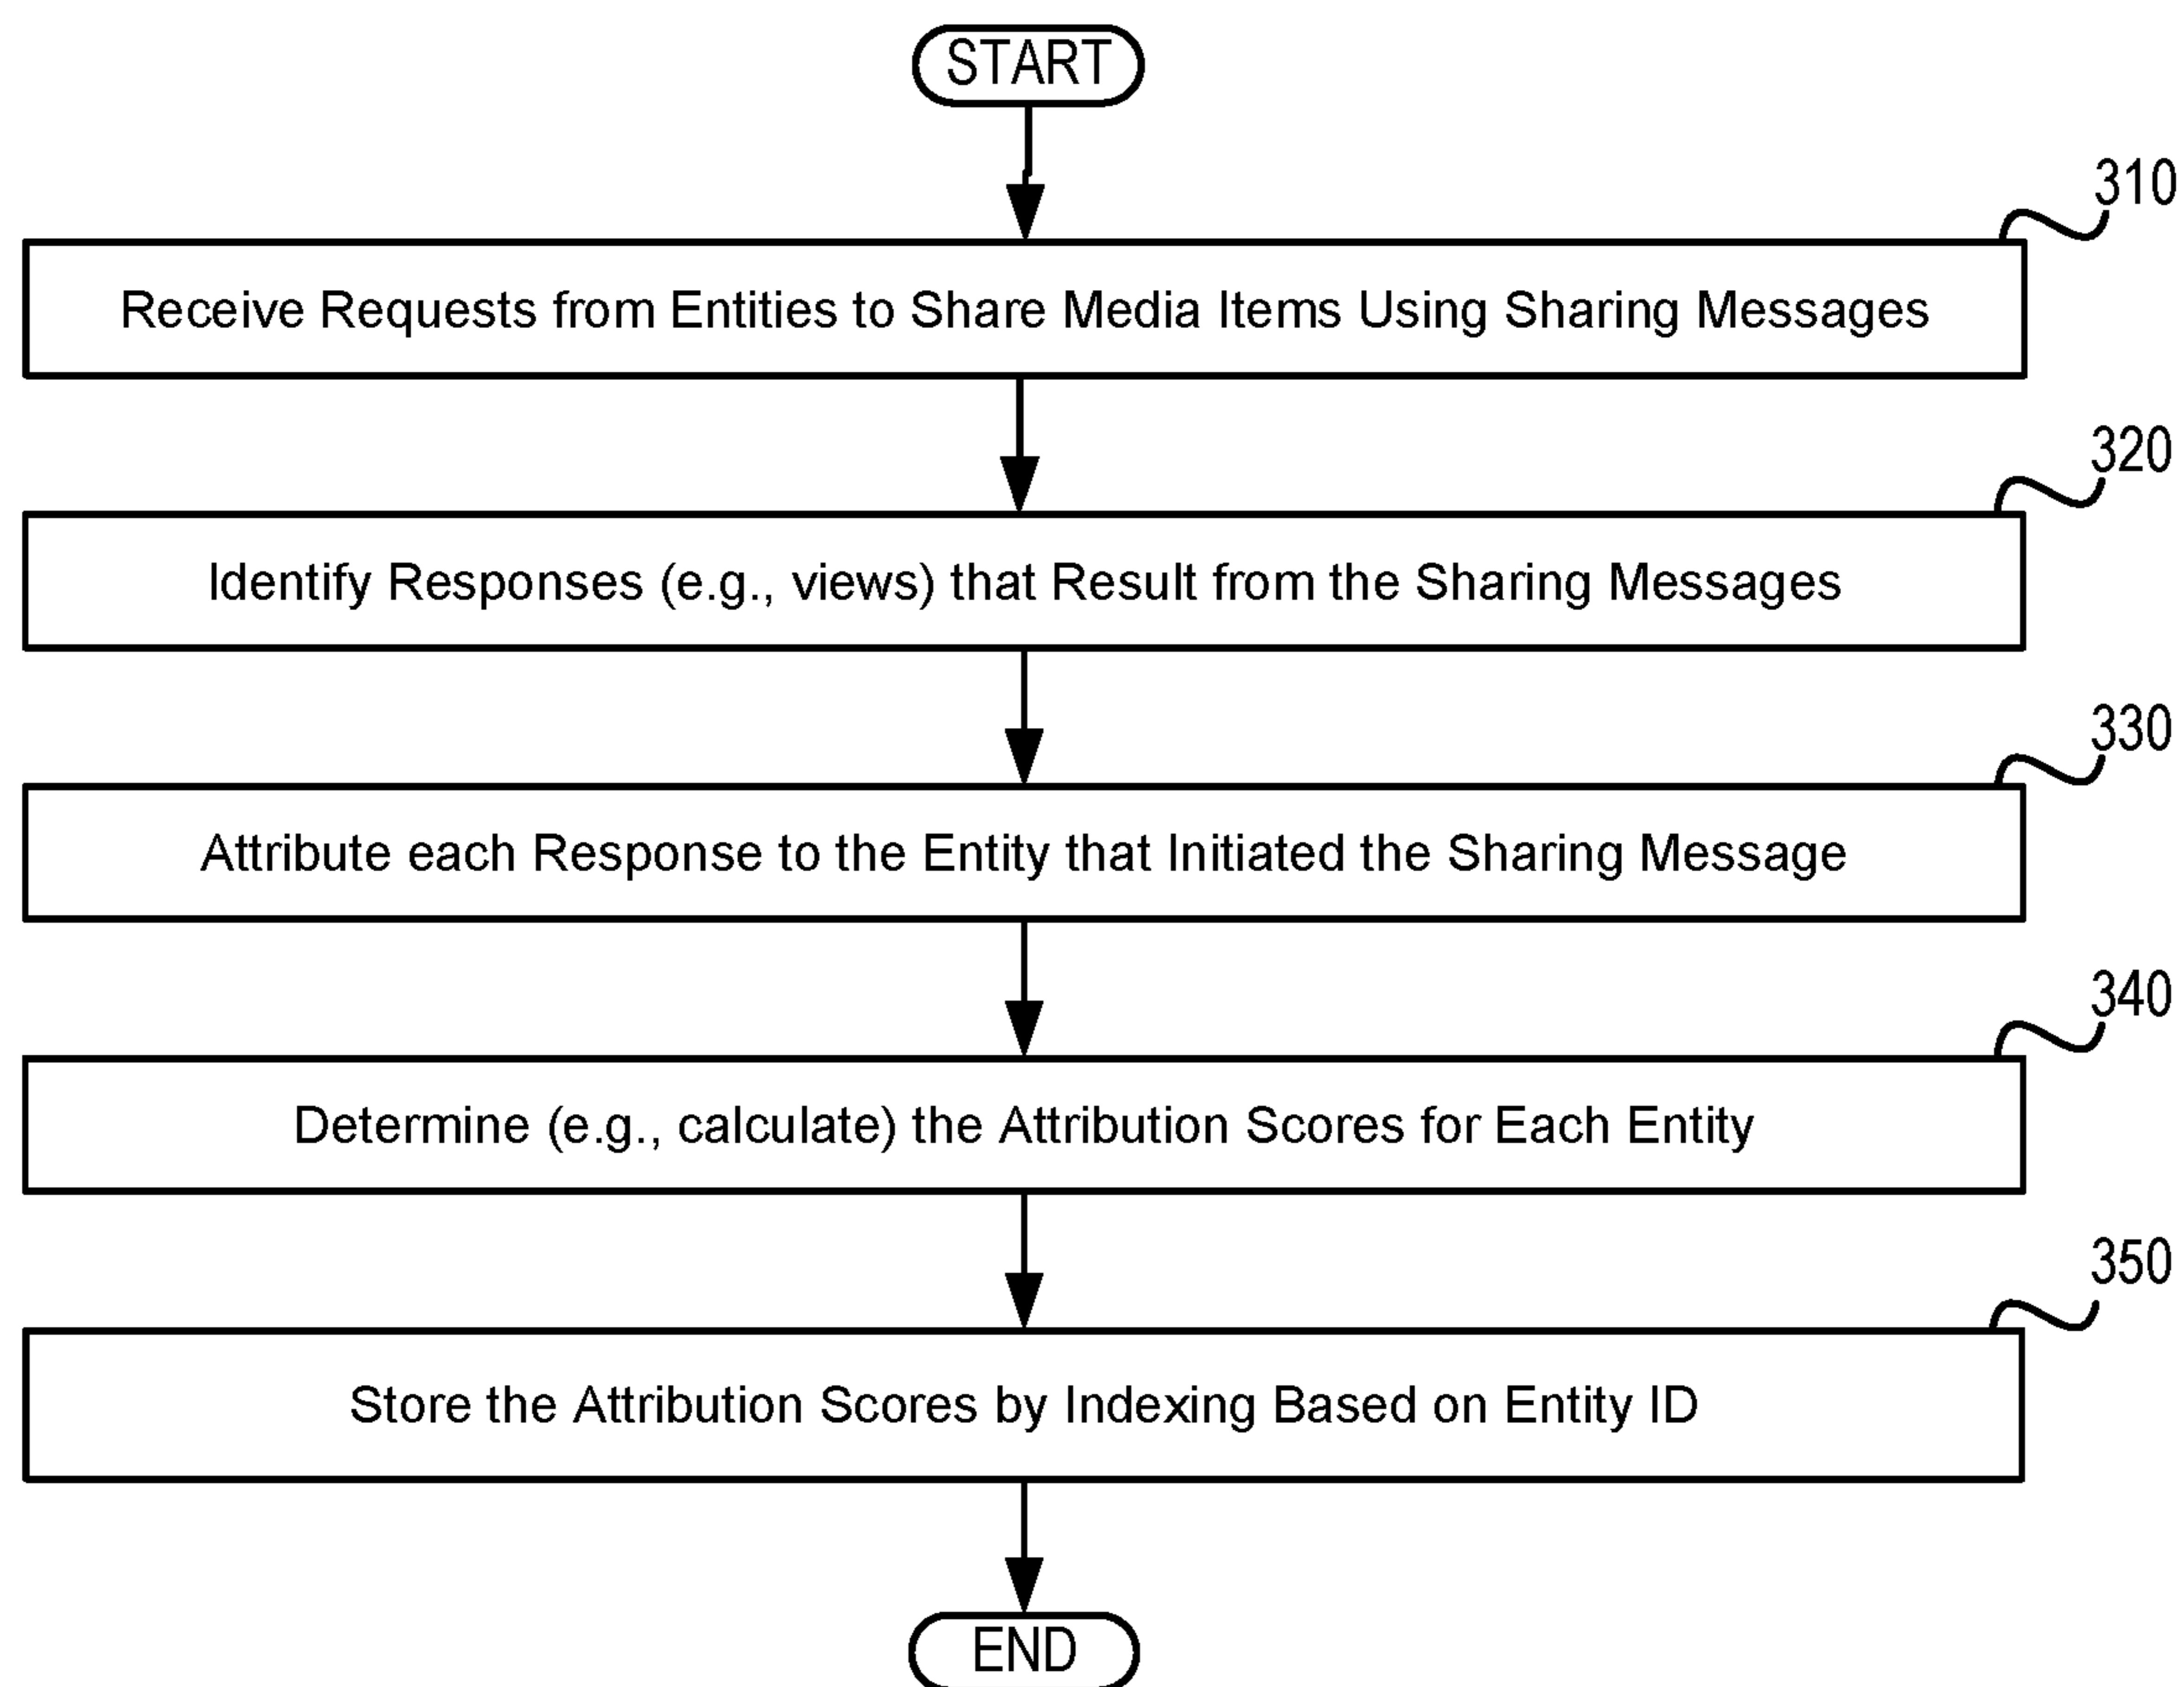 START
310
Receive Requests from Entities to Share Media Items Using Sharing Messages
320
Identify Responses (e.g., views) that Result from the Sharing Messages
330
Attribute each Response to the Entity that Initiated the Sharing Message
340
Determine (e.g., calculate) the Attribution Scores for Each Entity
350
Store the Attribution Scores by Indexing Based on Entity ID
END